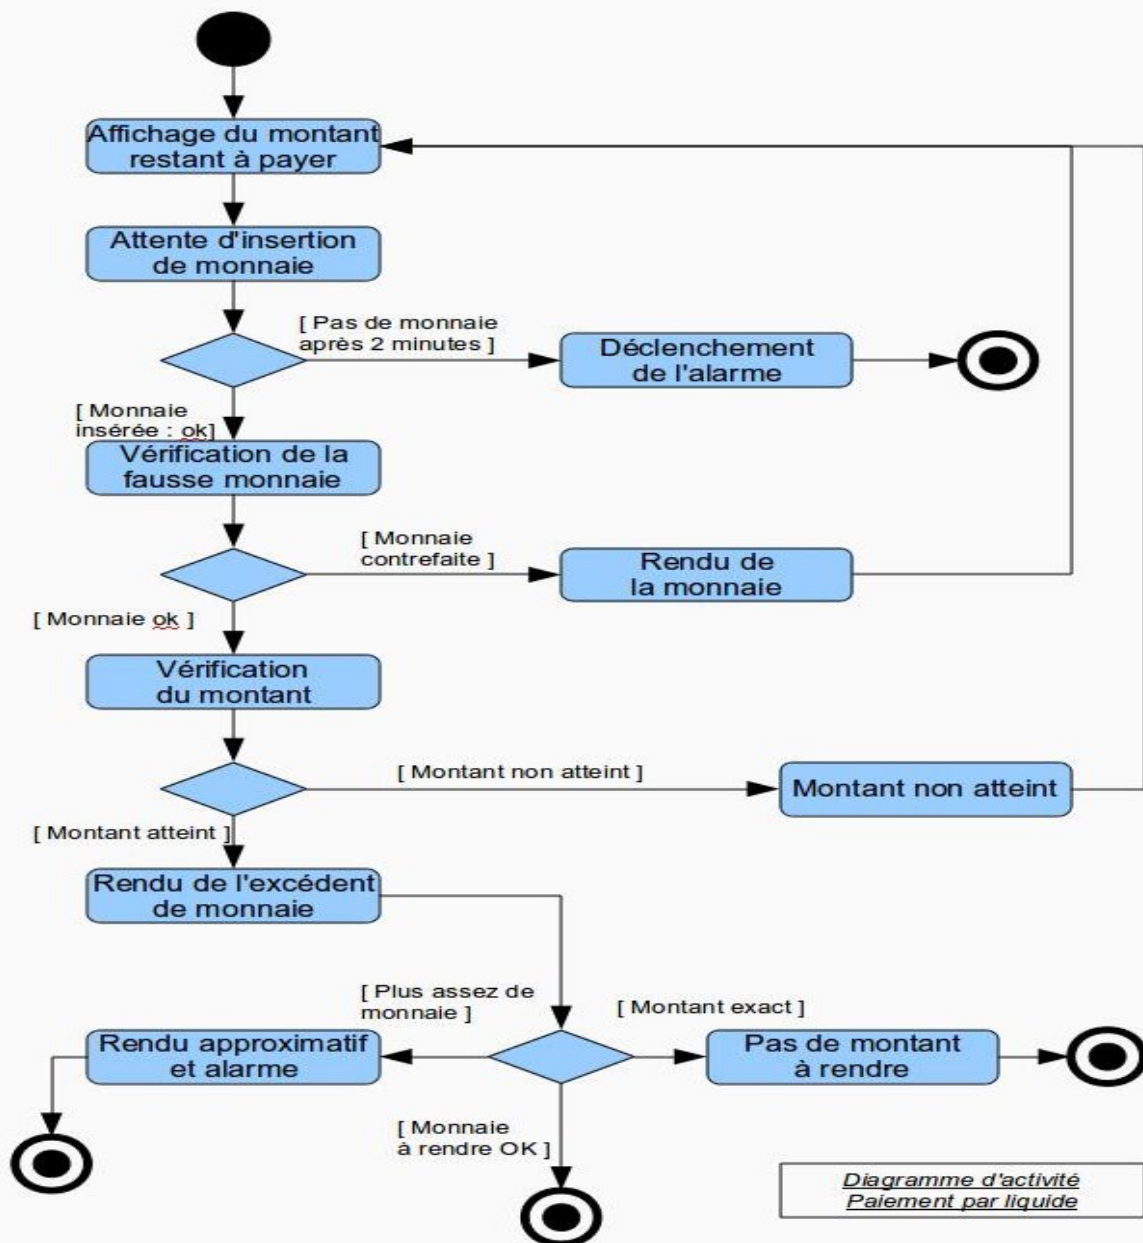 Affichage du montant
restant à payer
Attente d'insertion
de monnaie
[ Pas de monnaie
après 2 minutes ]
Déclenchement
de l'alarme
[ Monnaie
insérée : ok]
Vérification de la
fausse monnaie
[ Monnaie
contrefaite ]
Rendu de
la monnaie
[ Monnaie ok ]
Vérification
du montant
[ Montant non atteint ]
Montant non atteint
[ Montant atteint ]
Rendu de l'excédent
de monnaie
[ Plus assez de
monnaie ]
[ Montant exact ]
Rendu approximatif
et alarme
Pas de montant
à rendre
[ Monnaie
à rendre OK ]
Diagramme d'activité
Paiement par liquide